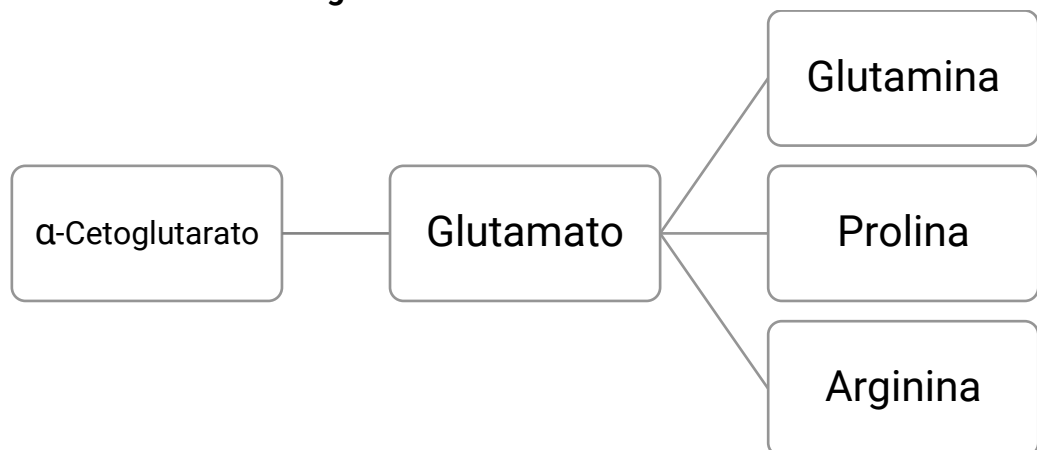 Glutamina
α-Cetoglutarato
Glutamato
Prolina
Arginina